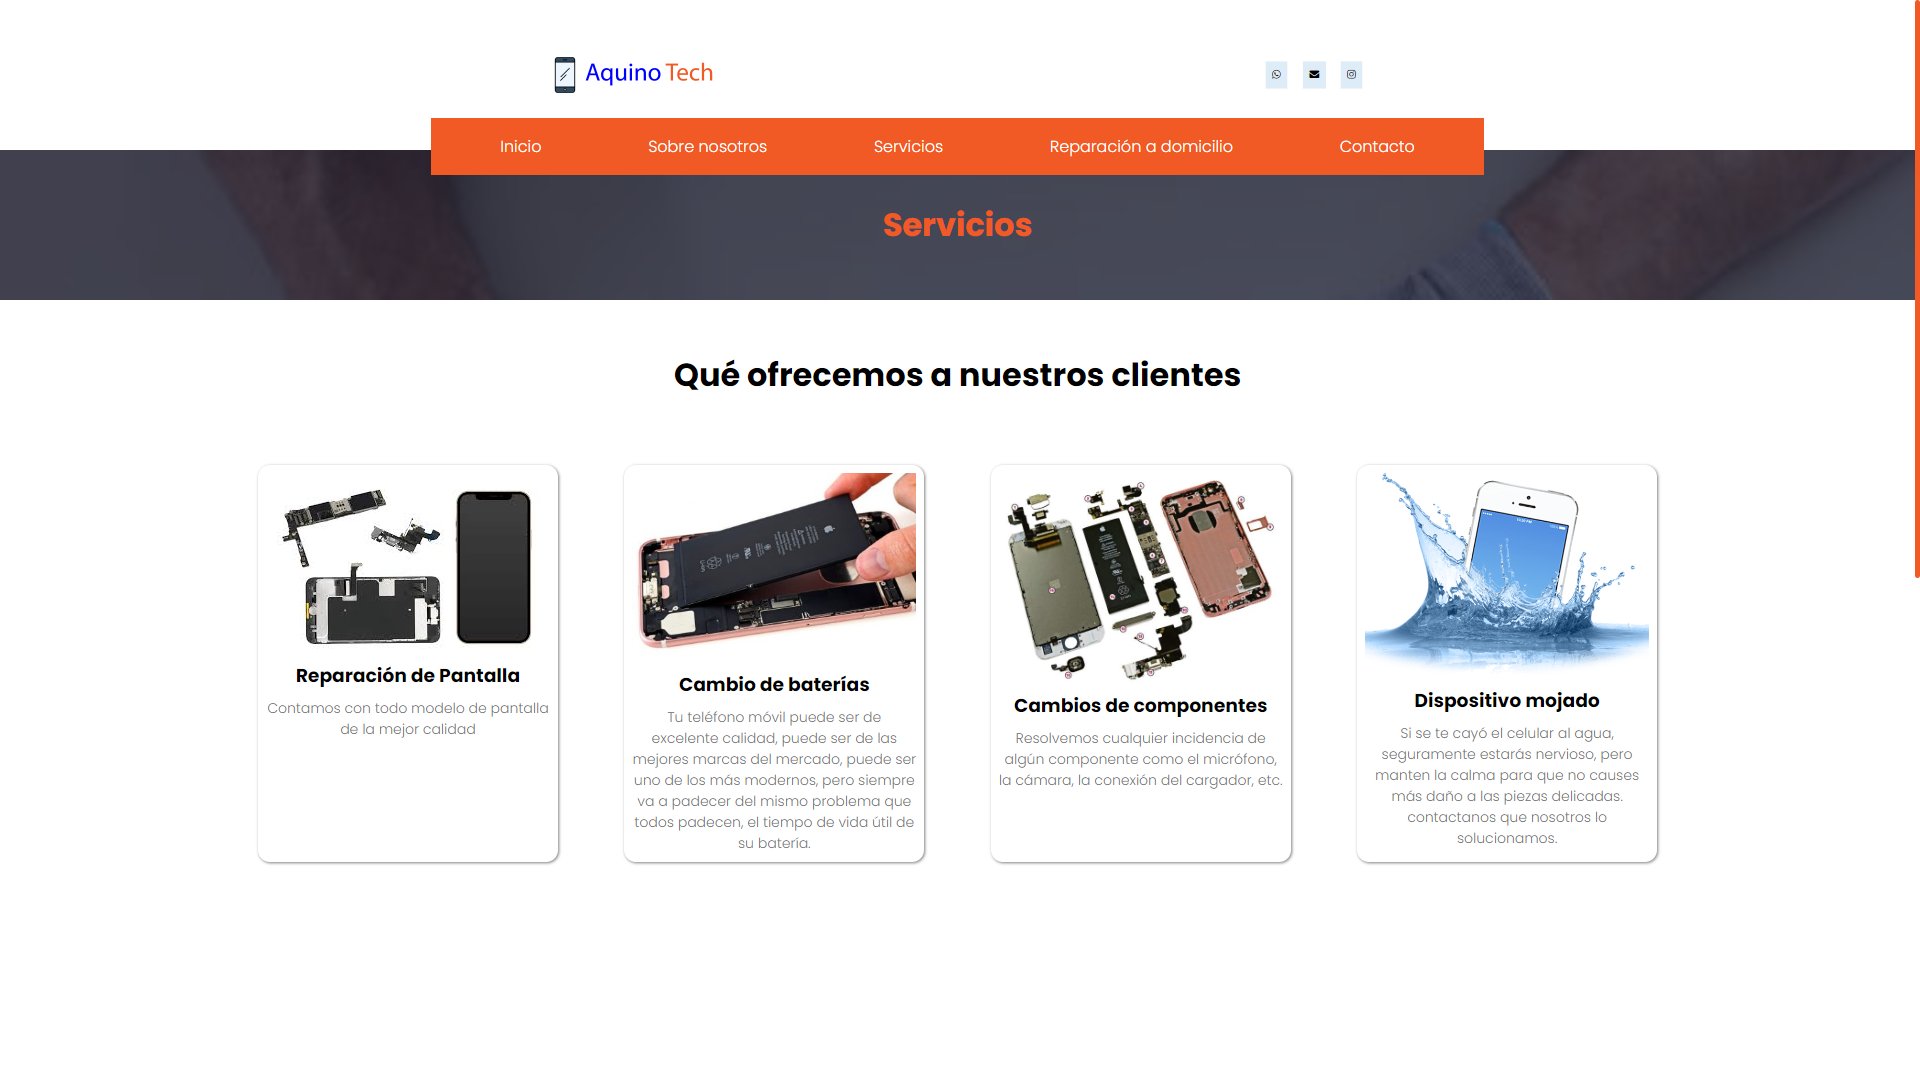 Aquino Tech
Inicio
Sobre nosotros
Servicios
Reparación a domicilio
Contacto
Servicios
Qué ofrecemos a nuestros clientes
Reparación de Pantalla
Contamos con todo modelo de pantalla
de la mejor calidad
Cambio de baterías
Tu teléfono móvil puede ser de
excelente calidad, puede ser de las
mejores marcas del mercado, puede ser
uno de los más modernos, pero siempre
va a padecer del mismo problema que
todos padecen, el tiempo de vida útil de
su batería.
Cambios de componentes
Resolvemos cualquier incidencia de
algún componente como el micrófono,
la cámara, la conexión del cargador, etc.
Dispositivo mojado
Si se te cayó el celular al agua,
seguramente estarás nervioso, pero
manten la calma para que no causes
más daño a las piezas delicadas.
contactanos que nosotros lo
solucionamos.